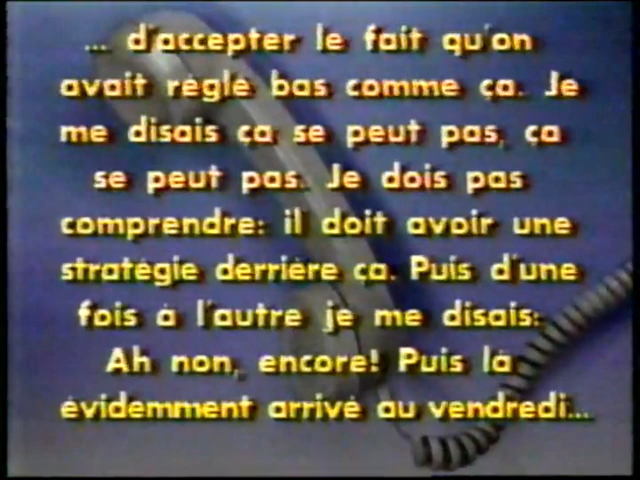 ... d'accepter le fait qu'on
avait réglé bas comme ça. Je
me disais ça se peut pas, ça
se peut pas. Je dois pas
comprendre: il doit avoir une
stratégie derrière ça. Puis d'une
fois à l'autre je me disais:
Ah non, encore! Puis là
évidemment arrivé au vendredi...